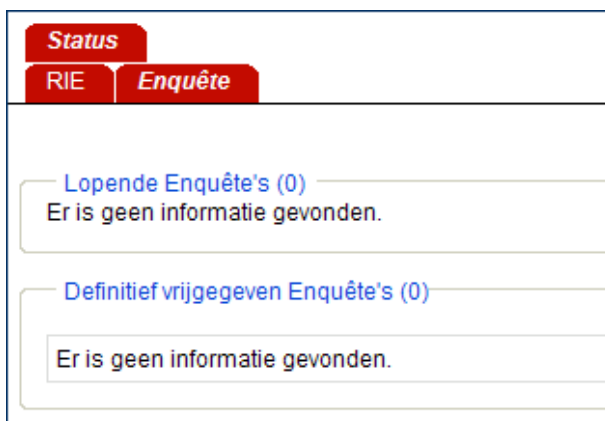 Status
RIE Enquête
Lopende Enquête's (0)
Er is geen informatie gevonden.
Definitief vrijgegeven Enquête's (0)
Er is geen informatie gevonden.